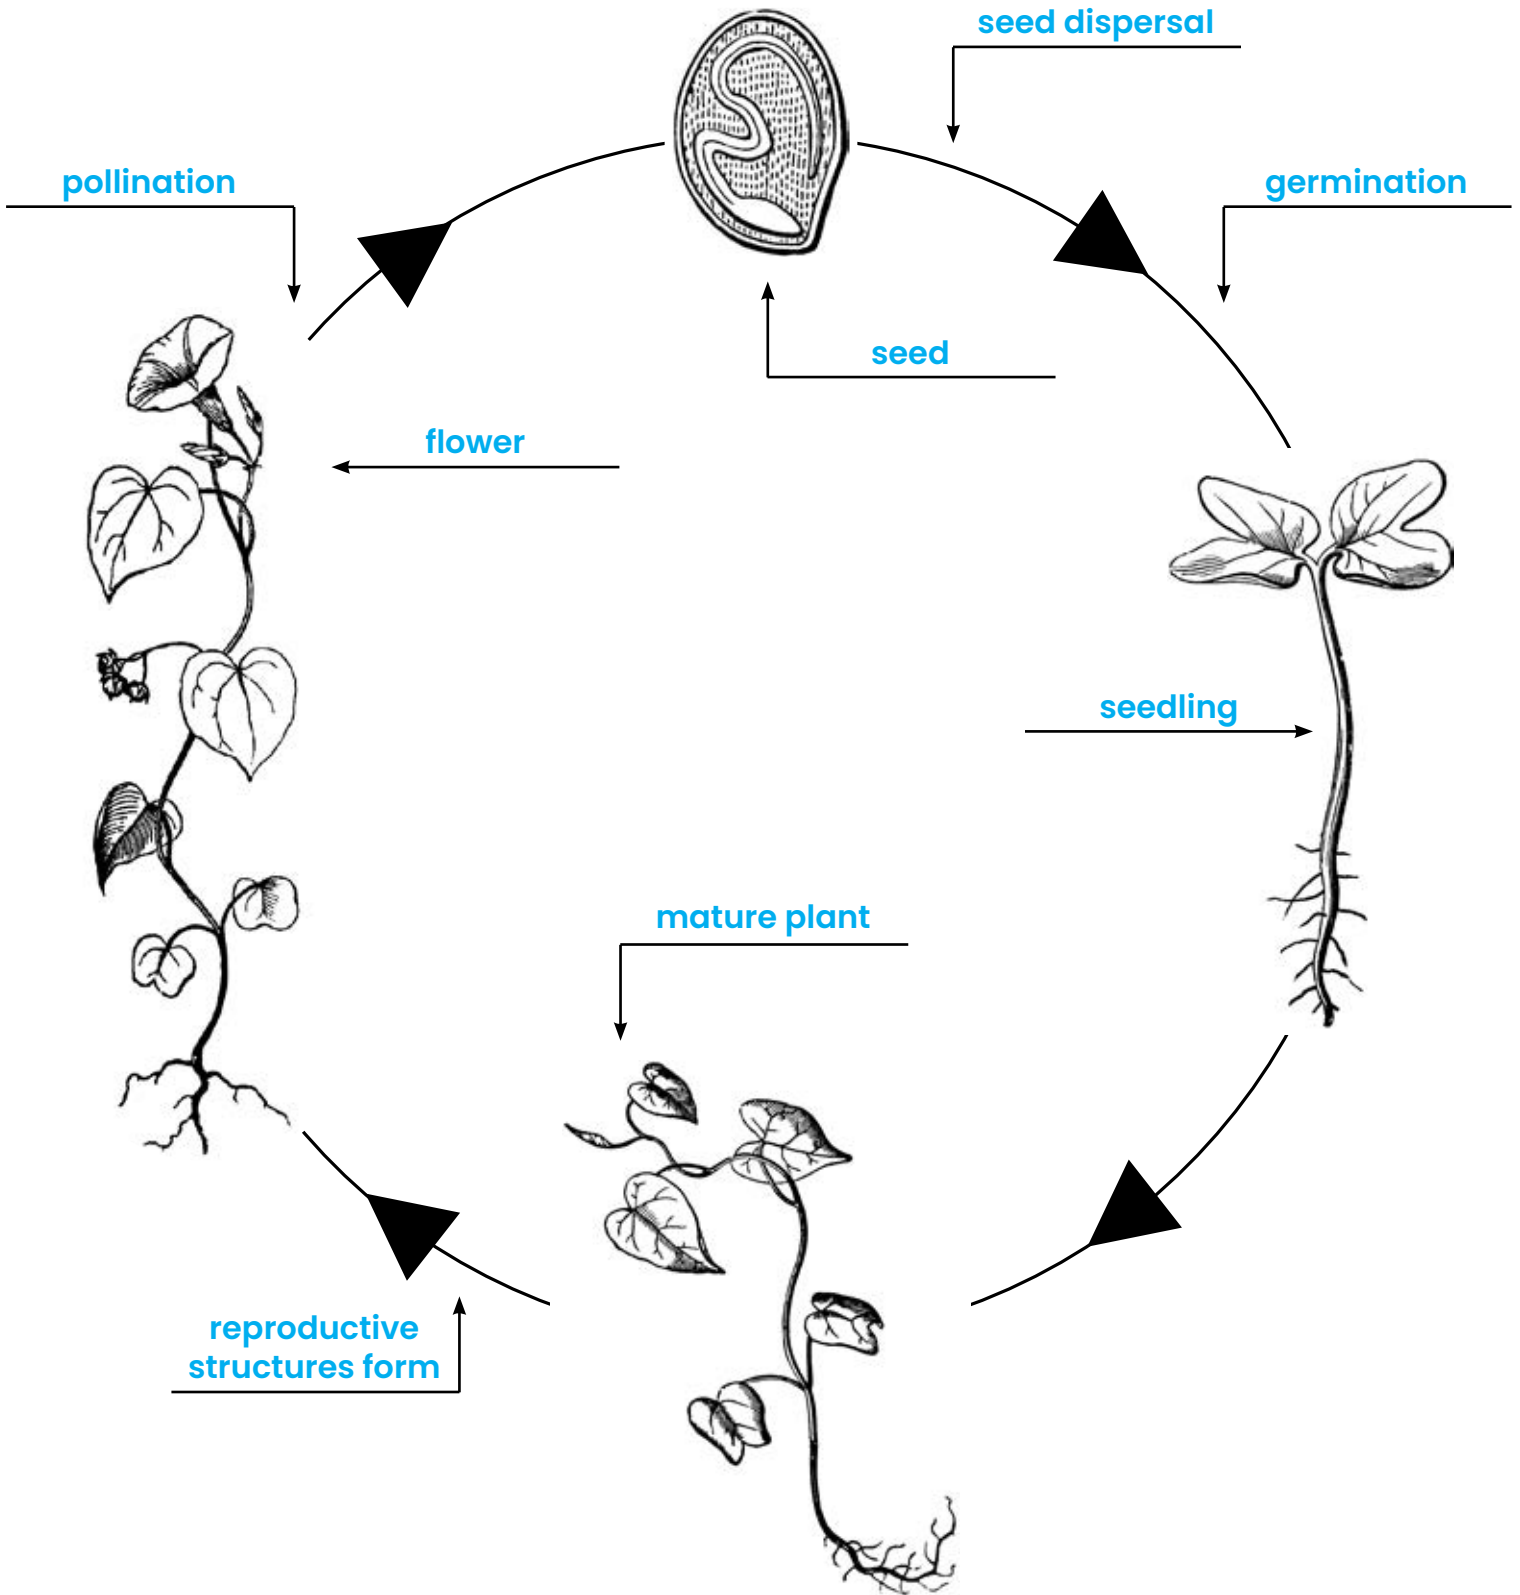 seed dispersal
pollination
germination
seed
flower
seedling
mature plant
reproductive
structures form